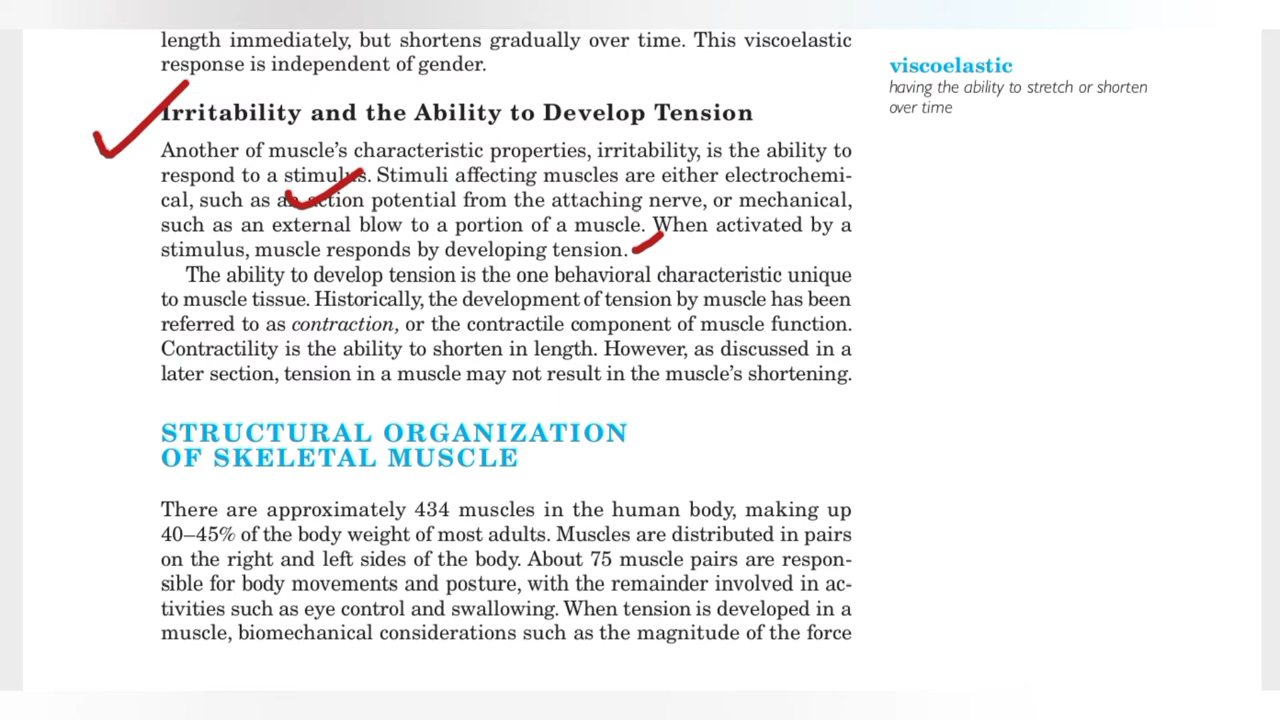 length immediately, but shortens gradually over time. This viscoelastic
response is independent of gender.
viscoelastic
having the ability to stretch or shorten
over time
Irritability and the Ability to Develop Tension
Another of muscle's characteristic properties, irritability, is the ability to
respond to a stimulus. Stimuli affecting muscles are either electrochemi-
cal, such as an action potential from the attaching nerve, or mechanical,
such as an external blow to a portion of a muscle. When activated by a
stimulus, muscle responds by developing tension.
The ability to develop tension is the one behavioral characteristic unique
to muscle tissue. Historically, the development of tension by muscle has been
referred to as contraction, or the contractile component of muscle function.
Contractility is the ability to shorten in length. However, as discussed in a
later section, tension in a muscle may not result in the muscle's shortening.
STRUCTURAL ORGANIZATION
OF SKELETAL MUSCLE
There are approximately 434 muscles in the human body, making up
40–45% of the body weight of most adults. Muscles are distributed in pairs
on the right and left sides of the body. About 75 muscle pairs are respon-
sible for body movements and posture, with the remainder involved in ac-
tivities such as eye control and swallowing. When tension is developed in a
muscle, biomechanical considerations such as the magnitude of the force